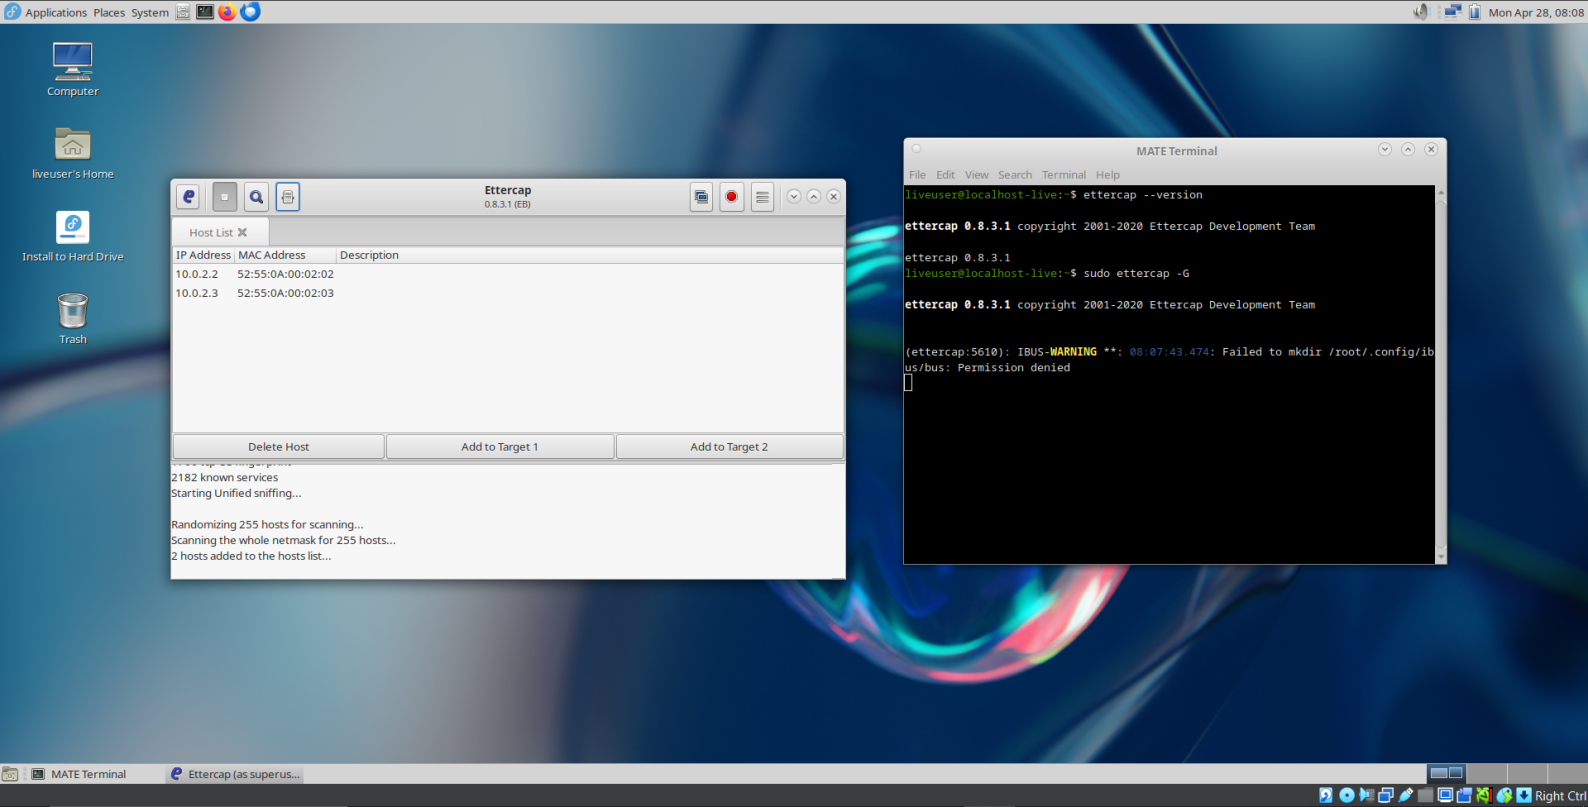 Applications Places System
Mon Apr 28, 08:08
Computer
liveuser's Home
Install to Hard Drive
Trash
Ettercap
0.8.3.1 (EB)
Host List
IP Address MAC Address Description
10.0.2.2 52:55:0A:00:02:02
10.0.2.3 52:55:0A:00:02:03
Delete Host Add to Target 1 Add to Target 2
2182 known services
Starting Unified sniffing...
Randomizing 255 hosts for scanning...
Scanning the whole netmask for 255 hosts...
2 hosts added to the hosts list...
MATE Terminal
File Edit View Search Terminal Help
liveuser@localhost-live:~$ ettercap --version
ettercap 0.8.3.1 copyright 2001-2020 Ettercap Development Team
ettercap 0.8.3.1
liveuser@localhost-live:~$ sudo ettercap -G
ettercap 0.8.3.1 copyright 2001-2020 Ettercap Development Team
(ettercap:5610): IBUS-WARNING **: 08:07:43.474: Failed to mkdir /root/.config/ib
us/bus: Permission denied
MATE Terminal
Ettercap (as superus...
Right Ctrl